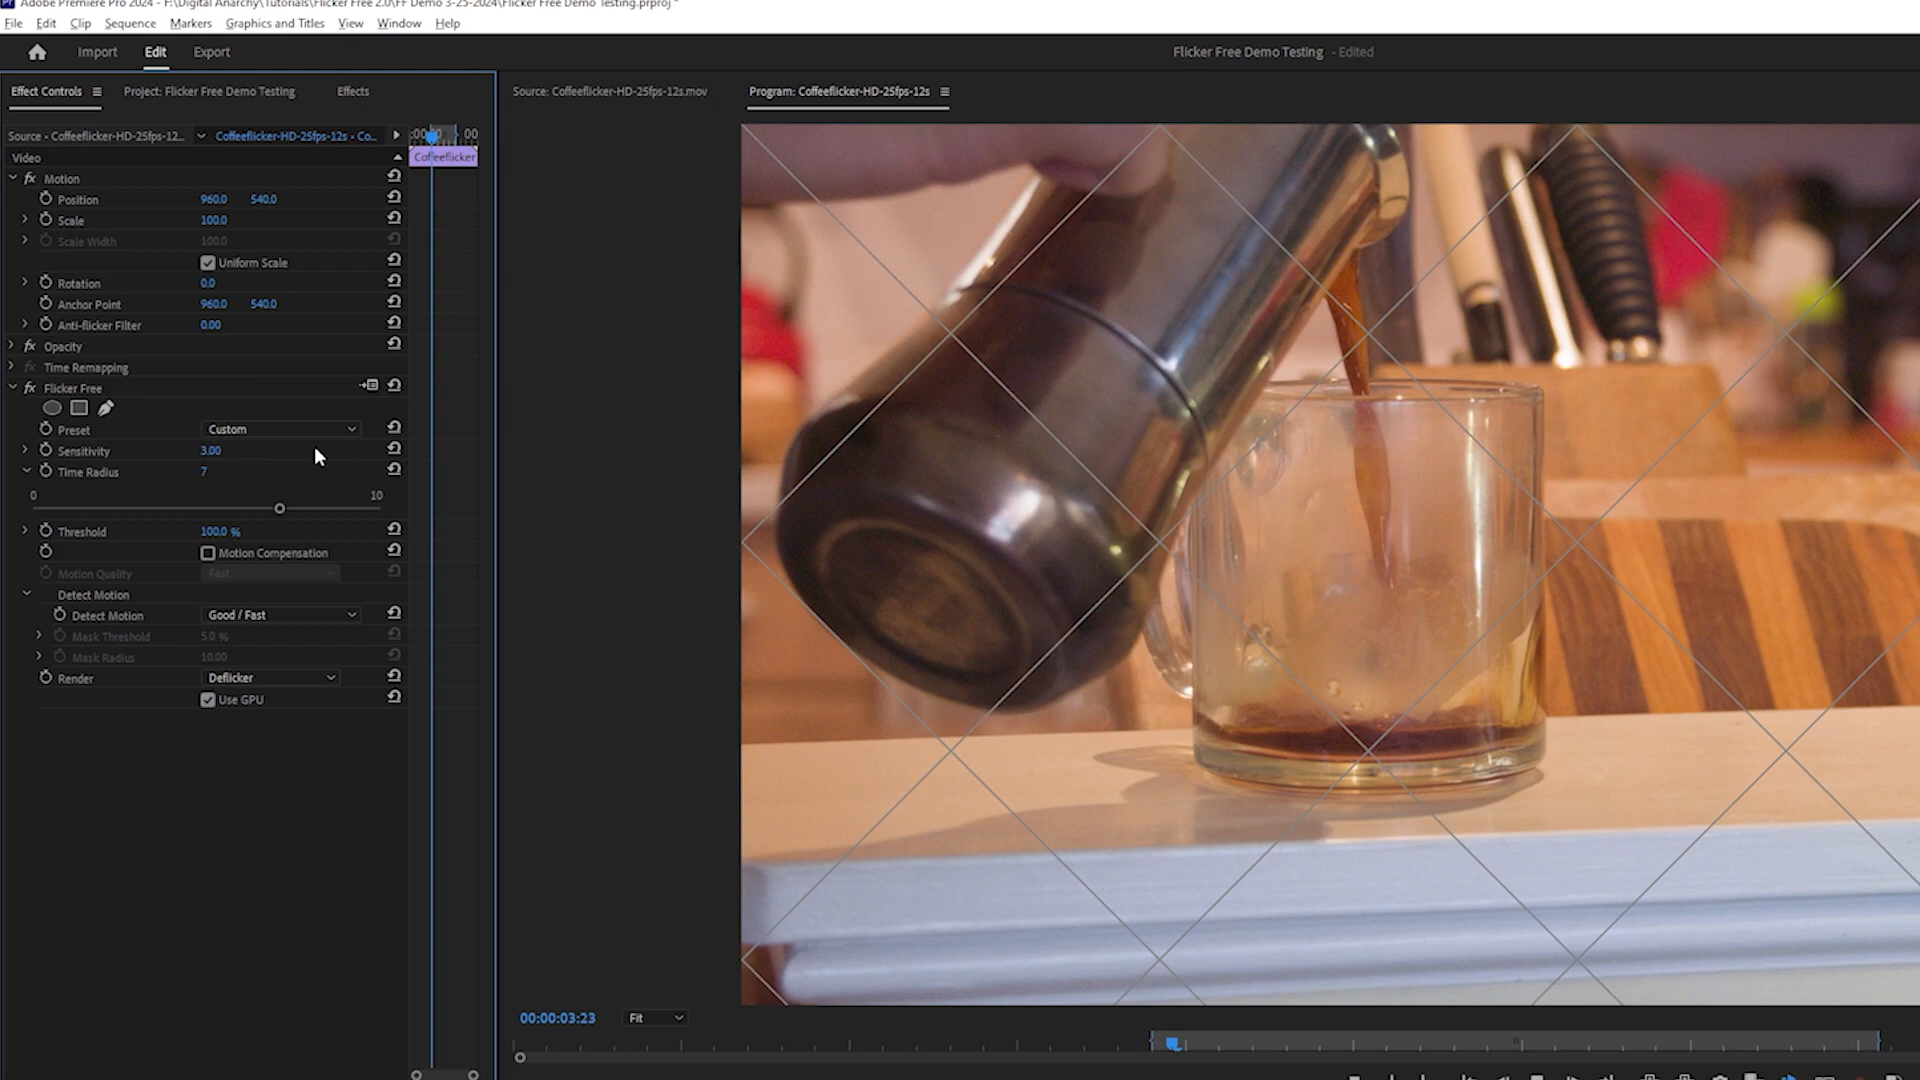 Adobe Premiere Pro 2024 - F:\Digital Anarchy\Tutorials\Flicker Free 2.0\FF Demo 3-25-2024\Flicker Free Demo Testing.prproj *
File Edit Clip Sequence Markers Graphics and Titles View Window Help
Import Edit Export Flicker Free Demo Testing - Edited
Effect Controls Project: Flicker Free Demo Testing Effects Source: Coffeeflicker-HD-25fps-12s.mov Program: Coffeeflicker-HD-25fps-12s
Source • Coffeeflicker-HD-25fps-12... Coffeeflicker-HD-25fps-12s • Co... :00 00
Video Coffeeflicker
fx Motion
Position 960.0 540.0
Scale 100.0
Scale Width 100.0
Uniform Scale
Rotation 0.0
Anchor Point 960.0 540.0
Anti-flicker Filter 0.00
fx Opacity
fx Time Remapping
fx Flicker Free
Preset Custom
Sensitivity 3.00
Time Radius 7
0 10
Threshold 100.0 %
Motion Compensation
Motion Quality Fast
Detect Motion
Detect Motion Good / Fast
Mask Threshold 5.0 %
Mask Radius 10.00
Render Deflicker
Use GPU
00:00:03:23 Fit